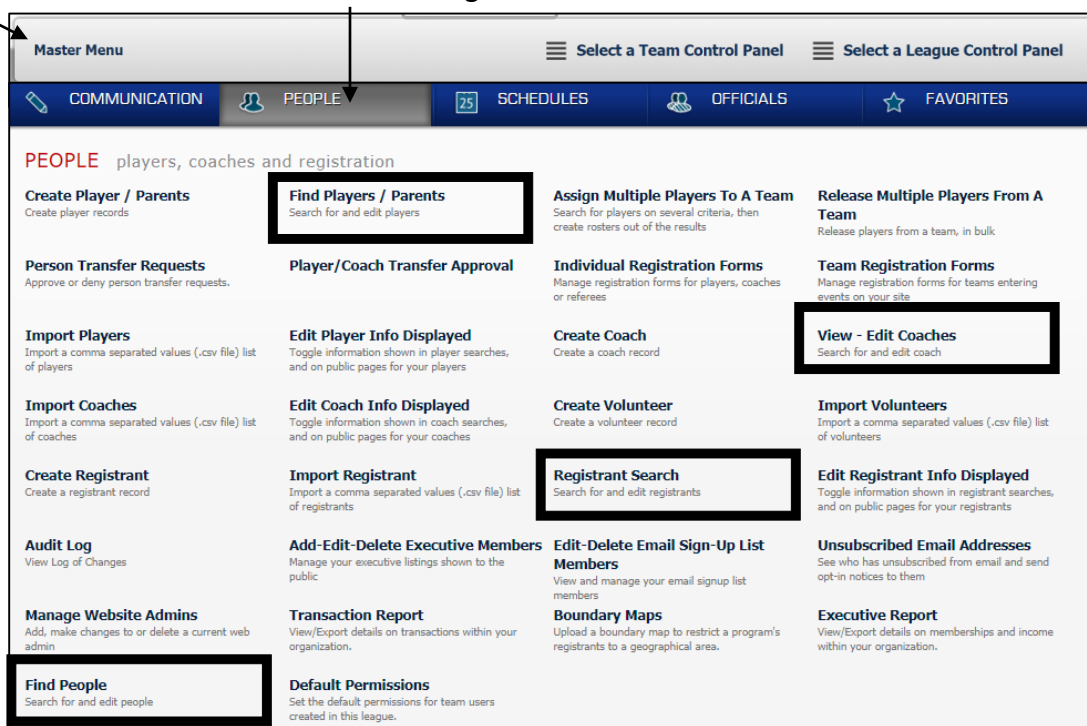 Master Menu
Select a Team Control Panel
Select a League Control Panel
COMMUNICATION
PEOPLE
25
SCHEDULES
OFFICIALS
FAVORITES
PEOPLE players, coaches and registration
Create Player / Parents
Create player records
Find Players / Parents
Search for and edit players
Assign Multiple Players To A Team
Search for players on several criteria, then
create rosters out of the results
Release Multiple Players From A
Team
Release players from a team, in bulk
Person Transfer Requests
Approve or deny person transfer requests.
Player/Coach Transfer Approval
Individual Registration Forms
Manage registration forms for players, coaches
or referees
Team Registration Forms
Manage registration forms for teams entering
events on your site
Import Players
Import a comma separated values (.csv file) list
of players
Edit Player Info Displayed
Toggle information shown in player searches,
and on public pages for your players
Create Coach
Create a coach record
View - Edit Coaches
Search for and edit coach
Import Coaches
Import a comma separated values (.csv file) list
of coaches
Edit Coach Info Displayed
Toggle information shown in coach searches,
and on public pages for your coaches
Create Volunteer
Create a volunteer record
Import Volunteers
Import a comma separated values (.csv file) list
of volunteers
Create Registrant
Create a registrant record
Import Registrant
Import a comma separated values (.csv file) list
of registrants
Registrant Search
Search for and edit registrants
Edit Registrant Info Displayed
Toggle information shown in registrant searches,
and on public pages for your registrants
Audit Log
View Log of Changes
Add-Edit-Delete Executive Members
Manage your executive listings shown to the
public
Edit-Delete Email Sign-Up List
Members
View and manage your email signup list
members
Unsubscribed Email Addresses
See who has unsubscribed from email and send
opt-in notices to them
Manage Website Admins
Add, make changes to or delete a current web
admin
Transaction Report
View/Export details on transactions within your
organization.
Boundary Maps
Upload a boundary map to restrict a program's
registrants to a geographical area.
Executive Report
View/Export details on memberships and income
within your organization.
Find People
Search for and edit people
Default Permissions
Set the default permissions for team users
created in this league.